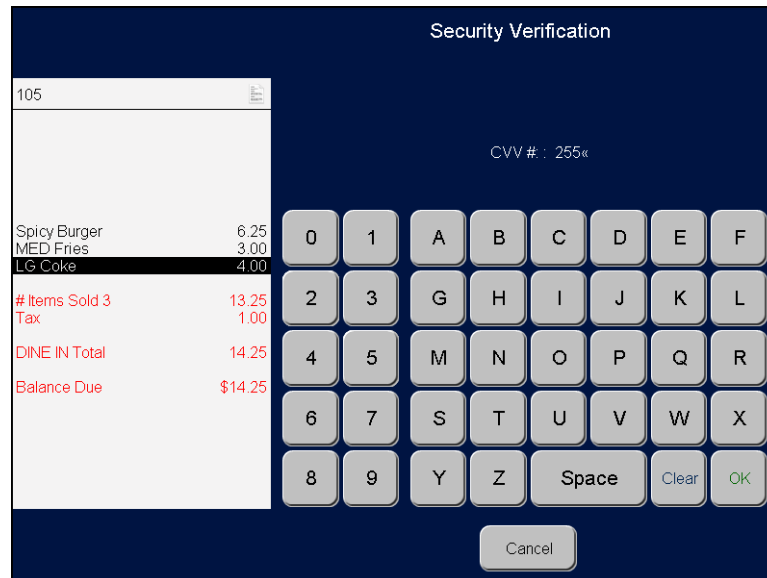 Security Verification
105
CVV #: : 255«
Spicy Burger 6.25
MED Fries 3.00
LG Coke 4.00
# Items Sold 3 13.25
Tax 1.00
DINE IN Total 14.25
Balance Due $14.25
0 1 A B C D E F
2 3 G H I J K L
4 5 M N O P Q R
6 7 S T U V W X
8 9 Y Z Space Clear OK
Cancel